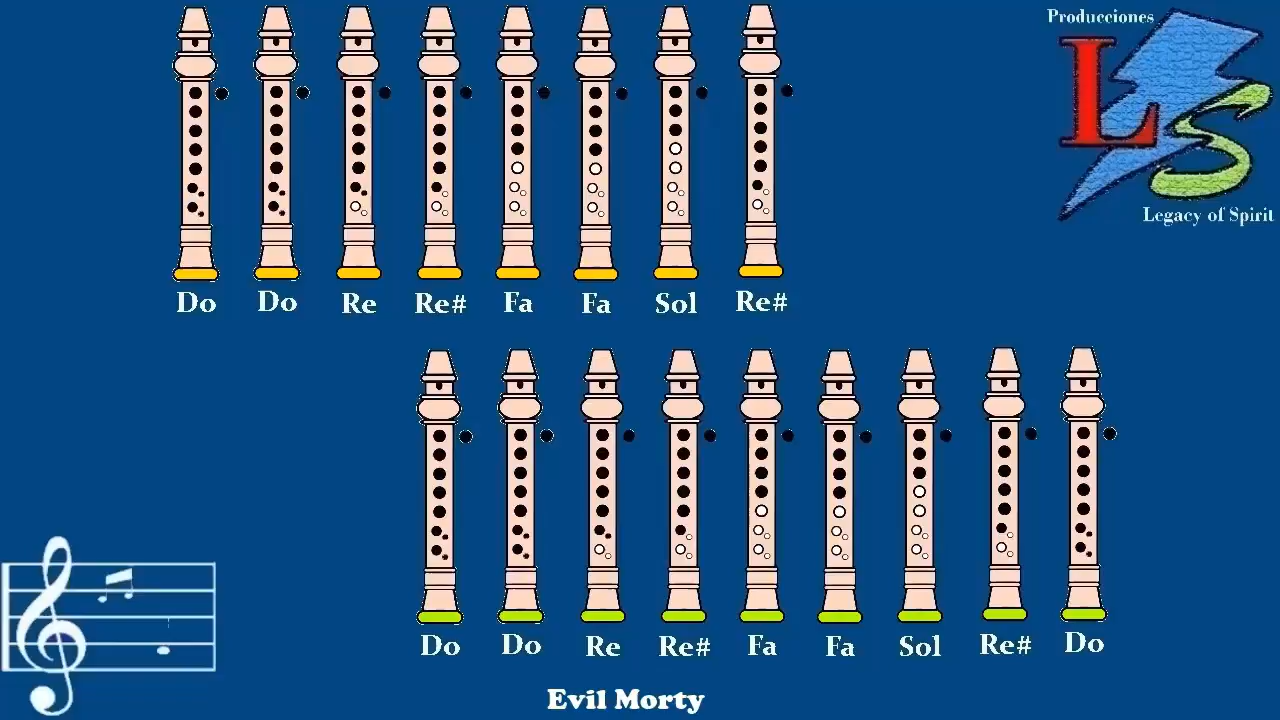 Producciones
LS
Legacy of Spirit
Do Do Re Re# Fa Fa Sol Re#
Do Do Re Re# Fa Fa Sol Re# Do
Evil Morty